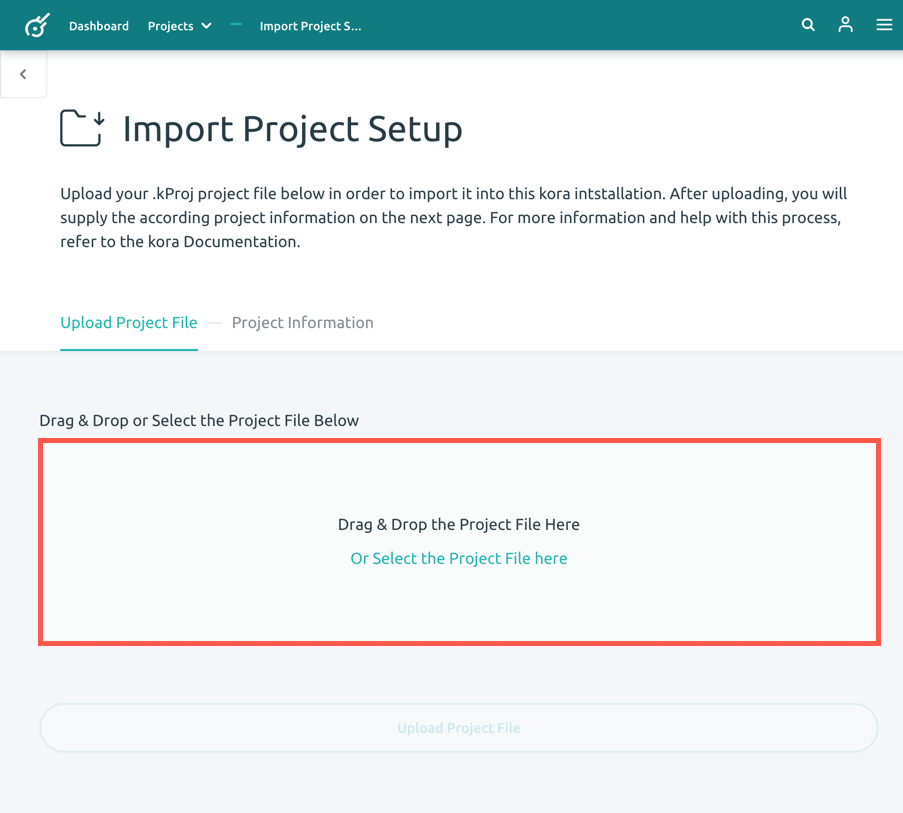 Dashboard Projects Import Project S...
Import Project Setup
Upload your .kProj project file below in order to import it into this kora intstallation. After uploading, you will
supply the according project information on the next page. For more information and help with this process,
refer to the kora Documentation.
Upload Project File Project Information
Drag & Drop or Select the Project File Below
Drag & Drop the Project File Here
Or Select the Project File here
Upload Project File